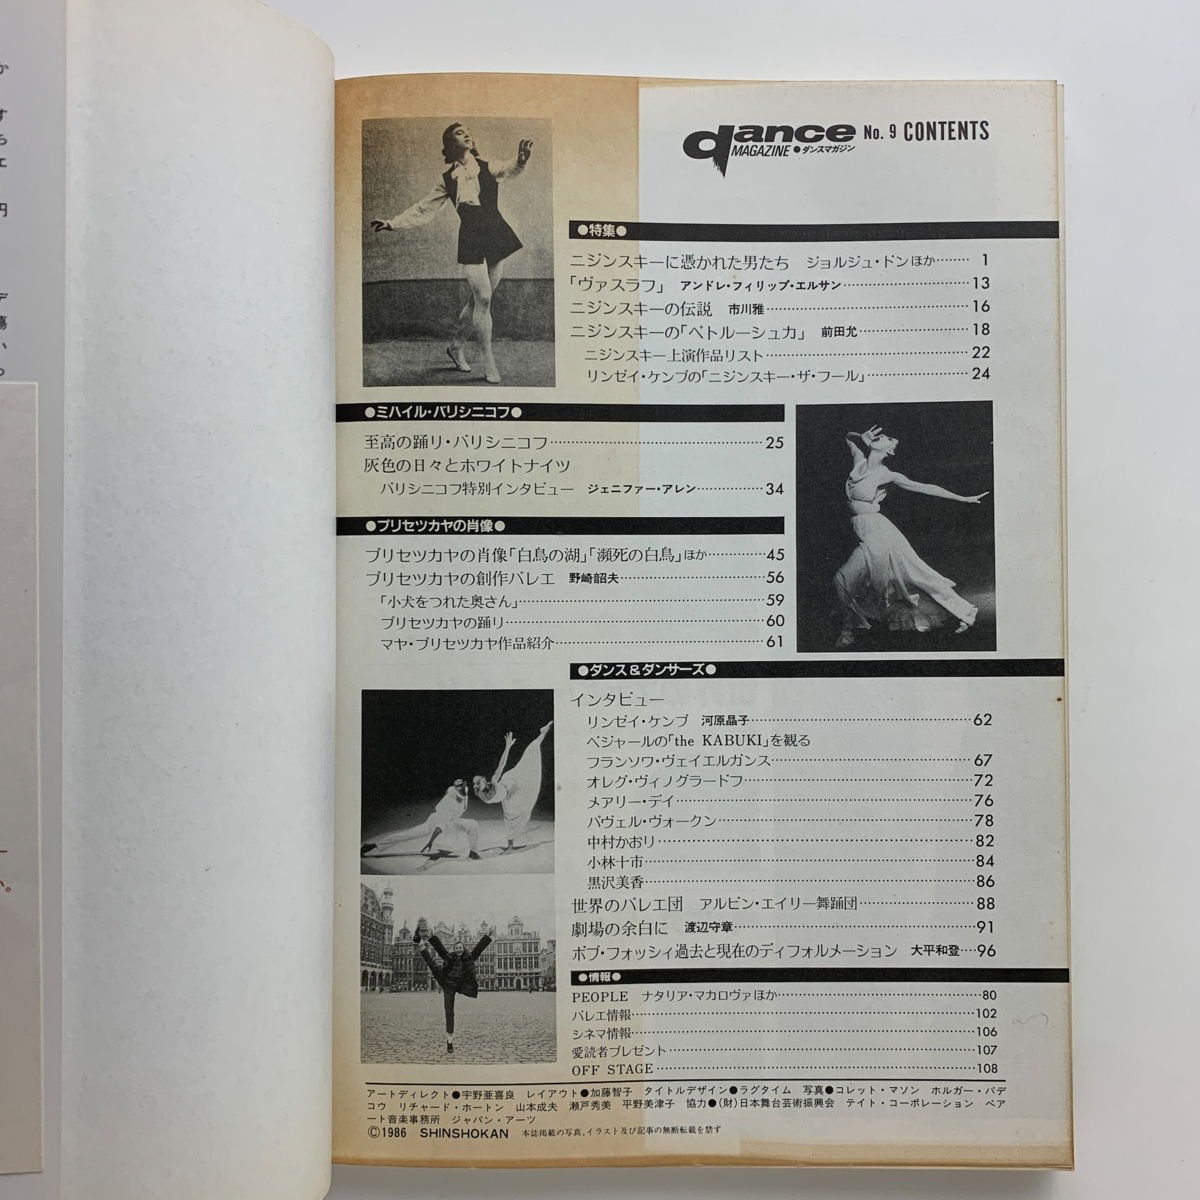 dance No. 9 CONTENTS
MAGAZINE ●ダンスマガジン
●特集●
ニジンスキーに憑かれた男たち ジョルジュ・ドンほか……… 1
「ヴァスラフ」 アンドレ・フィリップ・エルサン……… 13
ニジンスキーの伝説 市川雅……… 16
ニジンスキーの「ペトルーシュカ」 前田允……… 18
ニジンスキー上演作品リスト……… 22
リンゼイ・ケンプの「ニジンスキー・ザ・フール」……… 24
●ミハイル・バリシニコフ●
至高の踊り・バリシニコフ……… 25
灰色の日々とホワイトナイツ
バリシニコフ特別インタビュー ジェニファー・アレン……… 34
●プリセツカヤの肖像●
プリセツカヤの肖像「白鳥の湖」「瀕死の白鳥」ほか……… 45
プリセツカヤの創作バレエ 野崎韶夫……… 56
「小犬をつれた奥さん」……… 59
プリセツカヤの踊り……… 60
マヤ・プリセツカヤ作品紹介……… 61
●ダンス&ダンサーズ●
インタビュー
リンゼイ・ケンプ 河原晶子……… 62
ベジャールの「the KABUKI」を観る
フランソワ・ヴェイエルガンス……… 67
オレグ・ヴィノグラードフ……… 72
メアリー・デイ……… 76
パヴェル・ヴォークン……… 78
中村かおり……… 82
小林十市……… 84
黒沢美香……… 86
世界のバレエ団 アルビン・エイリー舞踊団……… 88
劇場の余白に 渡辺守章……… 91
ボブ・フォッシィ過去と現在のディフォルメーション 大平和登…… 96
●情報●
PEOPLE ナタリア・マカロヴァほか……… 80
バレエ情報……… 102
シネマ情報……… 106
愛読者プレゼント……… 107
OFF STAGE……… 108
アートディレクト●宇野亜喜良 レイアウト●加藤智子 タイトルデザイン●ラグタイム 写真●コレット・マソン ホルガー・バデ
コウ リチャード・ホートン 山本成夫 瀬戸秀美 平野美津子 協力●(財)日本舞台芸術振興会 テイト・コーポレーション ペア
ート音楽事務所 ジャパン・アーツ
©1986 SHINSHOKAN 本誌掲載の写真、イラスト及び記事の無断転載を禁ず